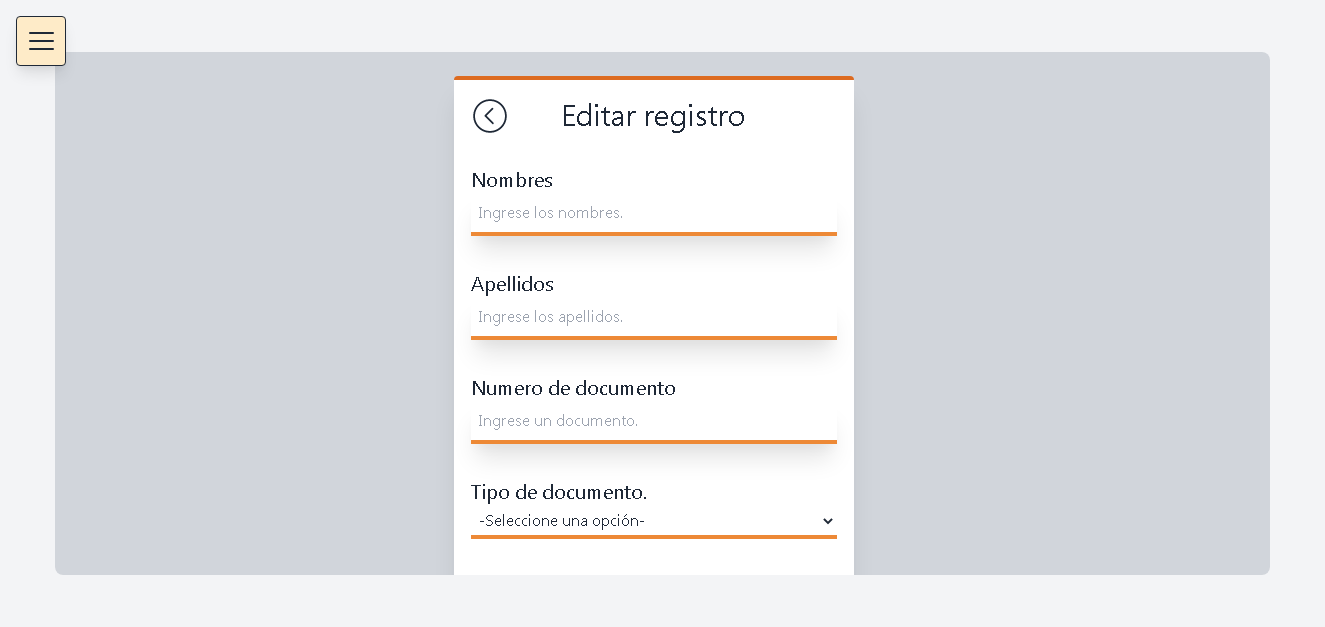 Editar registro
Nombres
Ingrese los nombres.
Apellidos
Ingrese los apellidos.
Numero de documento
Ingrese un documento.
Tipo de documento.
-Seleccione una opción-